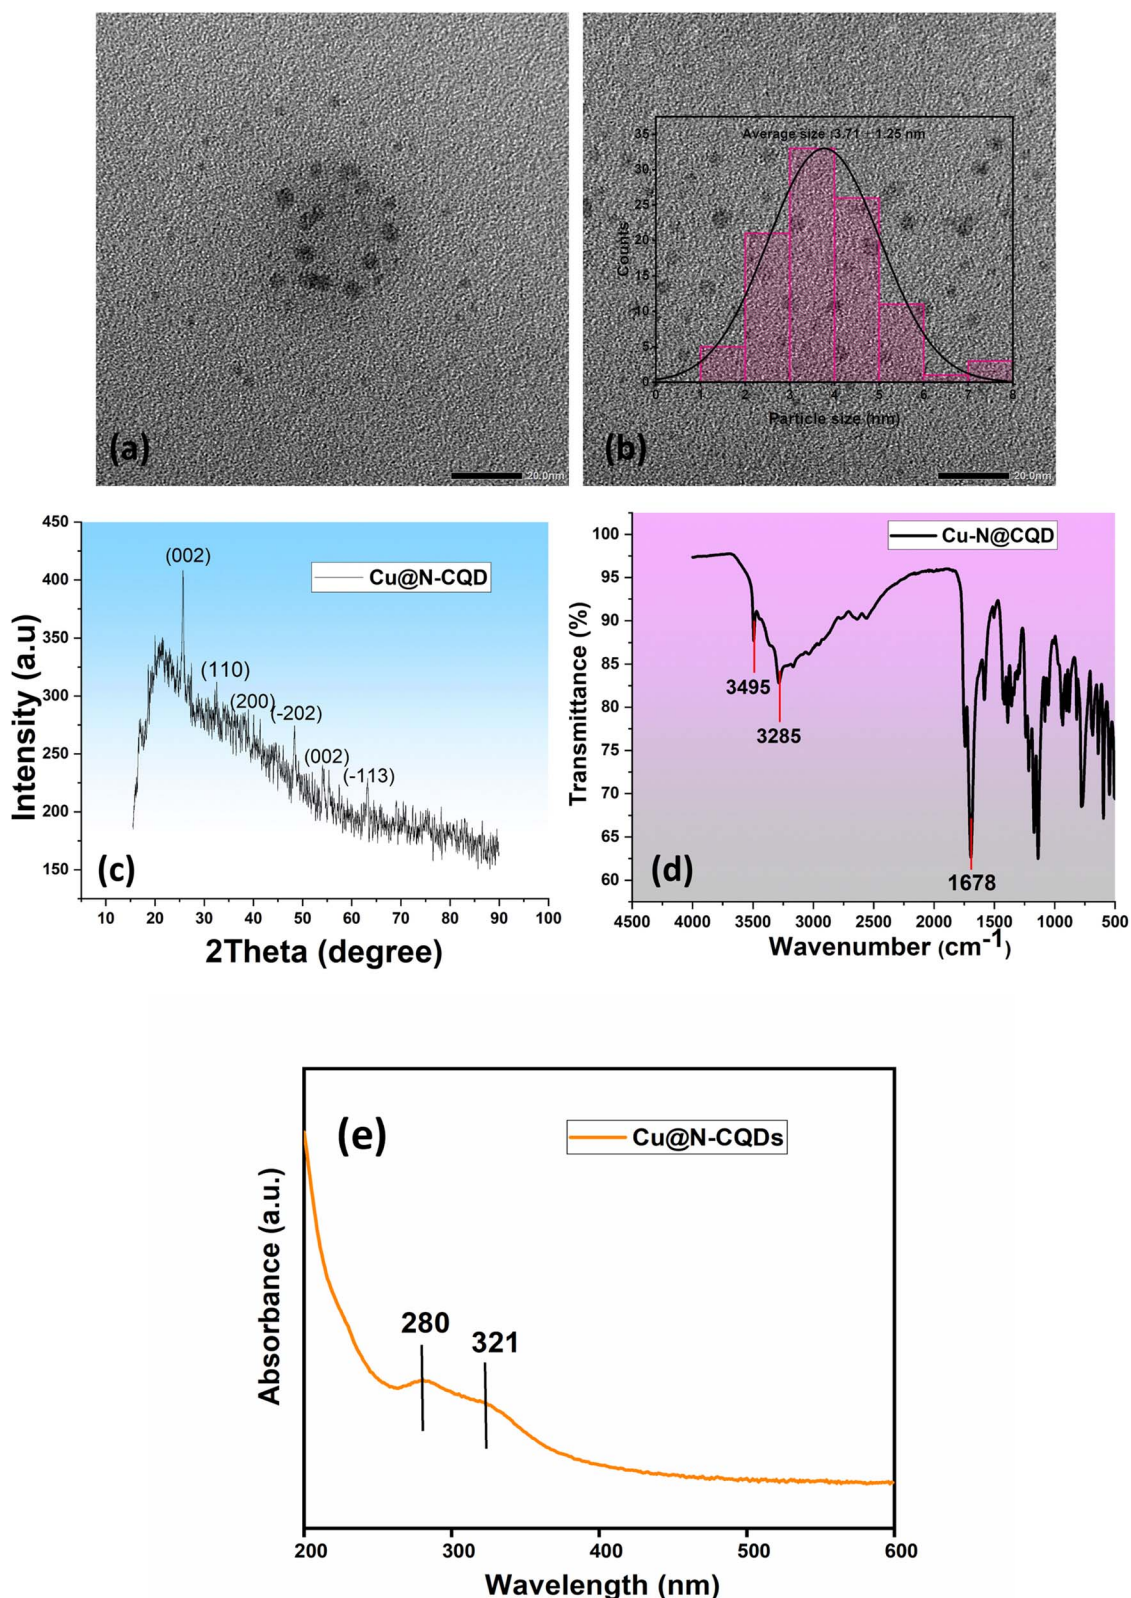 (a)
20.0nm
Average size :3.71 ± 1.25 nm
35
30
25
20
15
10
5
0
Counts
0 1 2 3 4 5 6 7 8
Particle size (nm)
(b)
20.0nm
450
400
350
300
250
200
150
Intensity (a.u)
(002)
(110)
(200)
(-202)
(002)
(-113)
Cu@N-CQD
(c)
10 20 30 40 50 60 70 80 90 100
2Theta (degree)
100
95
90
85
80
75
70
65
60
Transmittance (%)
Cu-N@CQD
3495
3285
1678
(d)
4500 4000 3500 3000 2500 2000 1500 1000 500
Wavenumber (cm-1)
(e)
Cu@N-CQDs
280
321
Absorbance (a.u.)
200 300 400 500 600
Wavelength (nm)